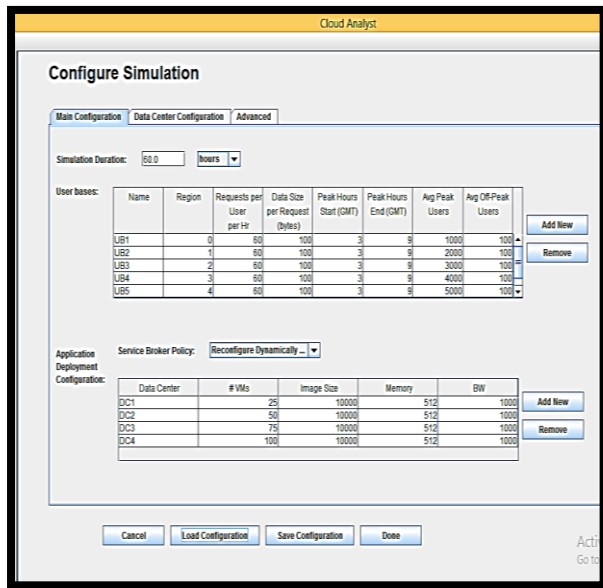 Cloud Analyst
Configure Simulation
Main Configuration Data Center Configuration Advanced
Simulation Duration: 60.0 hours
User bases:
Name Region Requests per User per Hr Data Size per Request (bytes) Peak Hours Start (GMT) Peak Hours End (GMT) Avg Peak Users Avg Off-Peak Users
UB1 0 60 100 3 9 1000 100
UB2 1 60 100 3 9 2000 100
UB3 2 60 100 3 9 3000 100
UB4 3 60 100 3 9 4000 100
UB5 4 60 100 3 9 5000 100
Add New
Remove
Application Deployment Configuration:
Service Broker Policy: Reconfigure Dynamically ...
Data Center # VMs Image Size Memory BW
DC1 25 10000 512 1000
DC2 50 10000 512 1000
DC3 75 10000 512 1000
DC4 100 10000 512 1000
Add New
Remove
Cancel Load Configuration Save Configuration Done
Acti
Go to